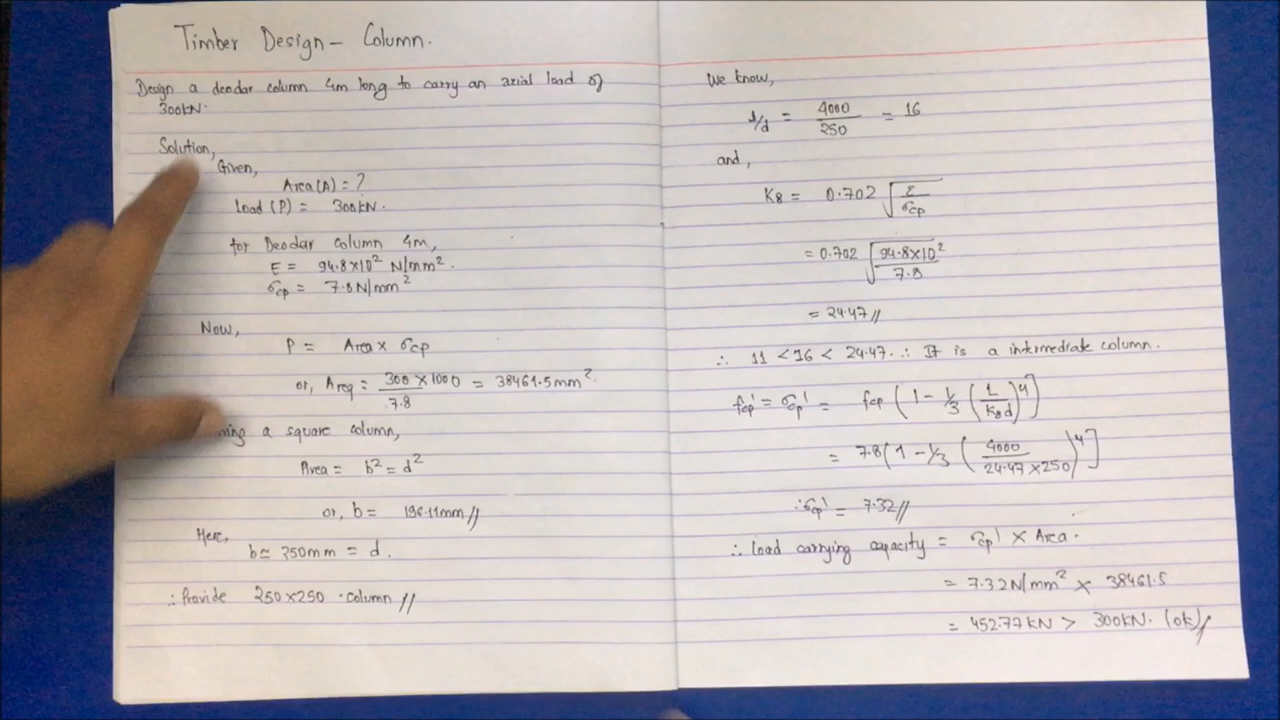 Timber Design - Column.
Design a deodar column 4m long to carry an axial load of
300kN.
Solution,
Given,
Area (A) = ?
Load (P) = 300kN.
for Deodar column 4m,
E = 94.8×10² N/mm².
σcp = 7.8 N/mm²
Now,
P = Area × σcp
or, Area = 300 × 1000 / 7.8 = 38461.5mm².
a square column,
Area = b² = d²
or, b = 196.11mm//
Here,
b ≃ 250mm = d.
∴ Provide 250×250 column //
We know,
l/d = 4000 / 250 = 16
and,
K8 = 0.702 √(E / σcp)
= 0.702 √(94.8×10² / 7.8)
= 24.47 //
∴ 11 < 16 < 24.47. ∴ It is a intermediate column.
fcp' = σcp' = fcp (1 - 1/3 (l / k8d)⁴]
= 7.8 (1 - 1/3 (4000 / 24.47 × 250)⁴]
∴ σcp' = 7.32 //
∴ Load carrying capacity = σcp' × Area.
= 7.32 N/mm² × 38461.5
= 452.77 kN > 300kN. (ok)//